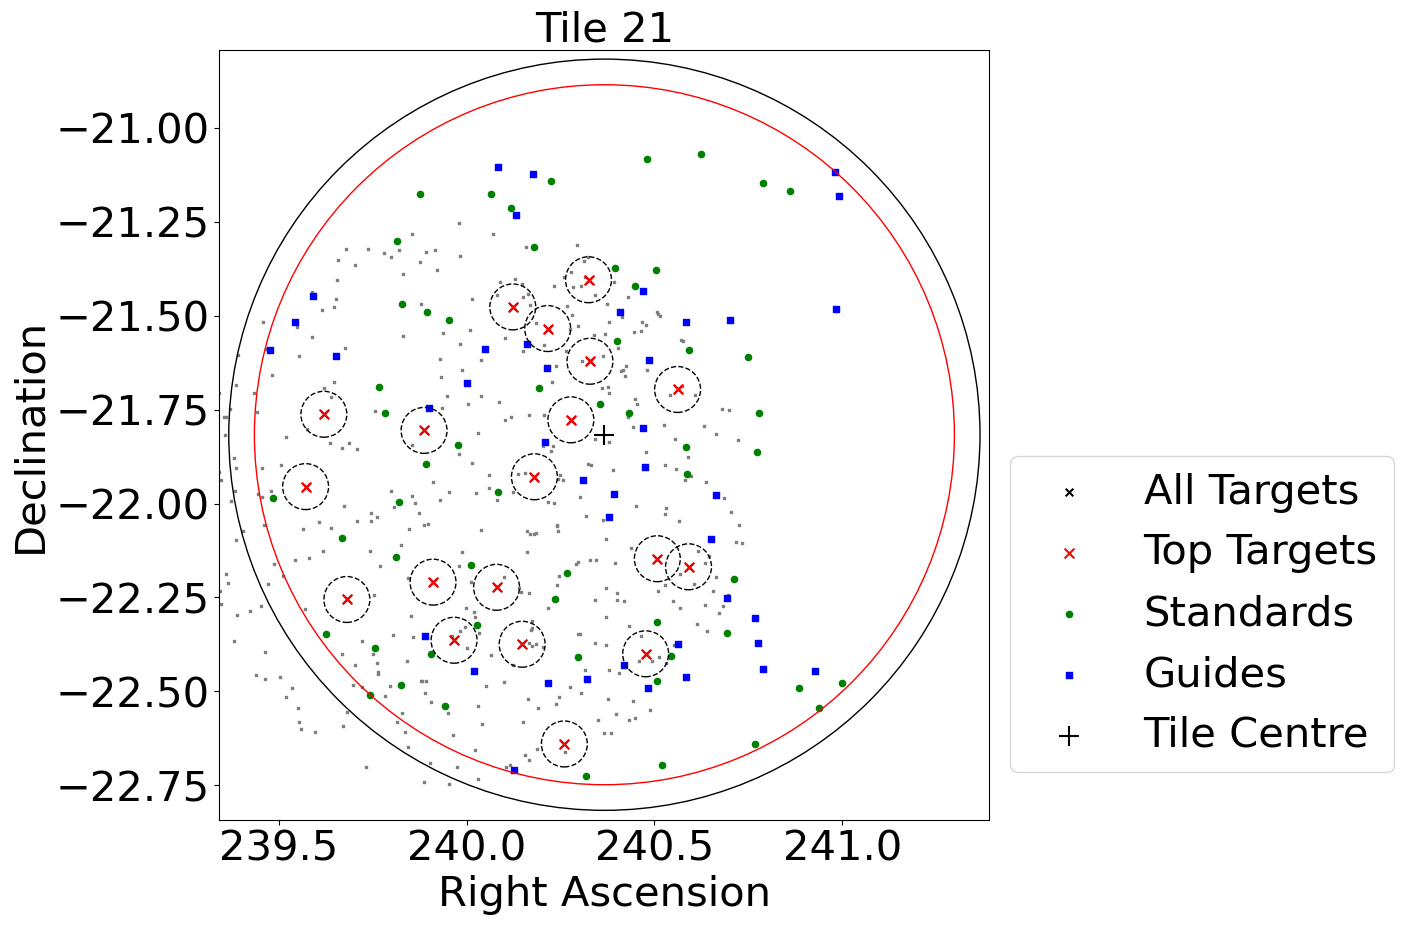 Tile 21
Declination
−21.00
−21.25
−21.50
−21.75
−22.00
−22.25
−22.50
−22.75
239.5 240.0 240.5 241.0
Right Ascension
All Targets
Top Targets
Standards
Guides
Tile Centre